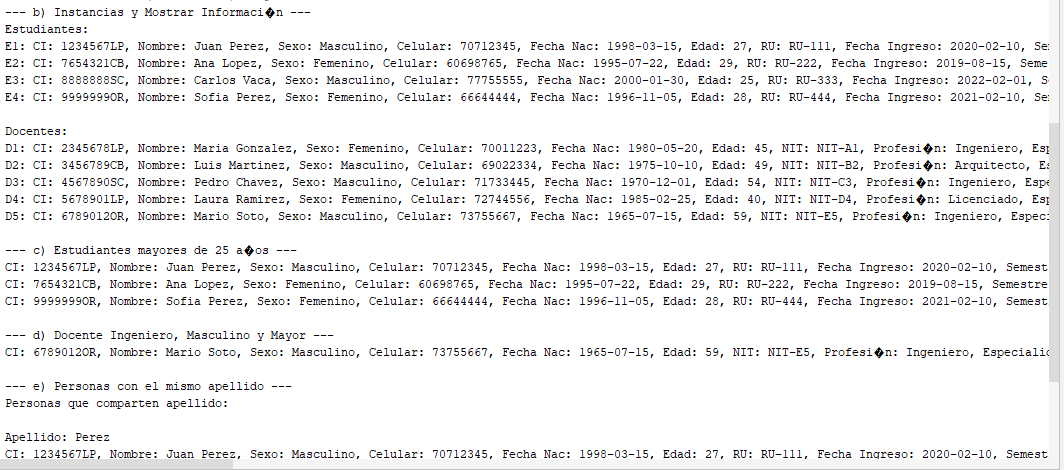 --- b) Instancias y Mostrar Informaci�n ---
Estudiantes:
E1: CI: 1234567LP, Nombre: Juan Perez, Sexo: Masculino, Celular: 70712345, Fecha Nac: 1998-03-15, Edad: 27, RU: RU-111, Fecha Ingreso: 2020-02-10, Se
E2: CI: 7654321CB, Nombre: Ana Lopez, Sexo: Femenino, Celular: 60698765, Fecha Nac: 1995-07-22, Edad: 29, RU: RU-222, Fecha Ingreso: 2019-08-15, Seme
E3: CI: 8888888SC, Nombre: Carlos Vaca, Sexo: Masculino, Celular: 77755555, Fecha Nac: 2000-01-30, Edad: 25, RU: RU-333, Fecha Ingreso: 2022-02-01, S
E4: CI: 9999999OR, Nombre: Sofia Perez, Sexo: Femenino, Celular: 66644444, Fecha Nac: 1996-11-05, Edad: 28, RU: RU-444, Fecha Ingreso: 2021-02-10, Se
Docentes:
D1: CI: 2345678LP, Nombre: Maria Gonzalez, Sexo: Femenino, Celular: 70011223, Fecha Nac: 1980-05-20, Edad: 45, NIT: NIT-A1, Profesi�n: Ingeniero, Esp
D2: CI: 3456789CB, Nombre: Luis Martinez, Sexo: Masculino, Celular: 69022334, Fecha Nac: 1975-10-10, Edad: 49, NIT: NIT-B2, Profesi�n: Arquitecto, Es
D3: CI: 4567890SC, Nombre: Pedro Chavez, Sexo: Masculino, Celular: 71733445, Fecha Nac: 1970-12-01, Edad: 54, NIT: NIT-C3, Profesi�n: Ingeniero, Espe
D4: CI: 5678901LP, Nombre: Laura Ramirez, Sexo: Femenino, Celular: 72744556, Fecha Nac: 1985-02-25, Edad: 40, NIT: NIT-D4, Profesi�n: Licenciado, Esp
D5: CI: 6789012OR, Nombre: Mario Soto, Sexo: Masculino, Celular: 73755667, Fecha Nac: 1965-07-15, Edad: 59, NIT: NIT-E5, Profesi�n: Ingeniero, Especi
--- c) Estudiantes mayores de 25 a�os ---
CI: 1234567LP, Nombre: Juan Perez, Sexo: Masculino, Celular: 70712345, Fecha Nac: 1998-03-15, Edad: 27, RU: RU-111, Fecha Ingreso: 2020-02-10, Semest
CI: 7654321CB, Nombre: Ana Lopez, Sexo: Femenino, Celular: 60698765, Fecha Nac: 1995-07-22, Edad: 29, RU: RU-222, Fecha Ingreso: 2019-08-15, Semestre
CI: 9999999OR, Nombre: Sofia Perez, Sexo: Femenino, Celular: 66644444, Fecha Nac: 1996-11-05, Edad: 28, RU: RU-444, Fecha Ingreso: 2021-02-10, Semest
--- d) Docente Ingeniero, Masculino y Mayor ---
CI: 6789012OR, Nombre: Mario Soto, Sexo: Masculino, Celular: 73755667, Fecha Nac: 1965-07-15, Edad: 59, NIT: NIT-E5, Profesi�n: Ingeniero, Especialid
--- e) Personas con el mismo apellido ---
Personas que comparten apellido:
Apellido: Perez
CI: 1234567LP, Nombre: Juan Perez, Sexo: Masculino, Celular: 70712345, Fecha Nac: 1998-03-15, Edad: 27, RU: RU-111, Fecha Ingreso: 2020-02-10, Semest